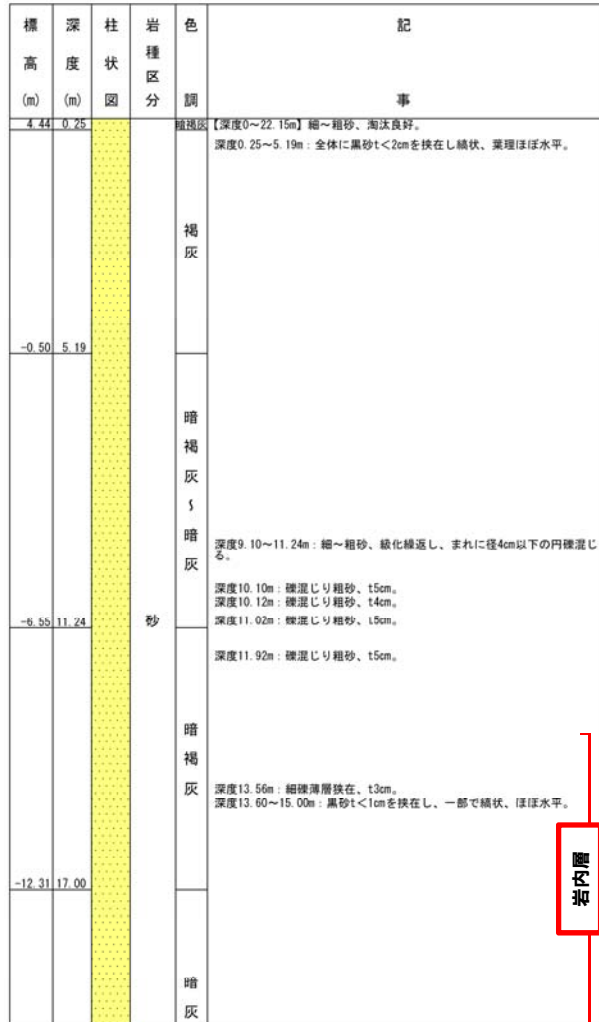 標高(m)
深度(m)
柱状図
岩種区分
色調
記事
4.44 0.25 暗褐灰 【深度0～22.15m】細～粗砂、淘汰良好。
深度0.25～5.19m：全体に黒砂t＜2cmを挟在し縞状、葉理ほぼ水平。
褐灰
-0.50 5.19
暗褐灰～暗灰
深度9.10～11.24m：細～粗砂、級化繰返し、まれに径4cm以下の円礫混じ
る。
深度10.10m：礫混じり粗砂、t5cm。
深度10.12m：礫混じり粗砂、t4cm。
-6.55 11.24 砂 深度11.02m：礫混じり粗砂、t5cm。
深度11.92m：礫混じり粗砂、t5cm。
暗褐灰
深度13.56m：細礫薄層挟在、t3cm。
深度13.60～15.00m：黒砂t＜1cmを挟在し、一部で縞状、ほぼ水平。
岩内層
-12.31 17.00
暗灰